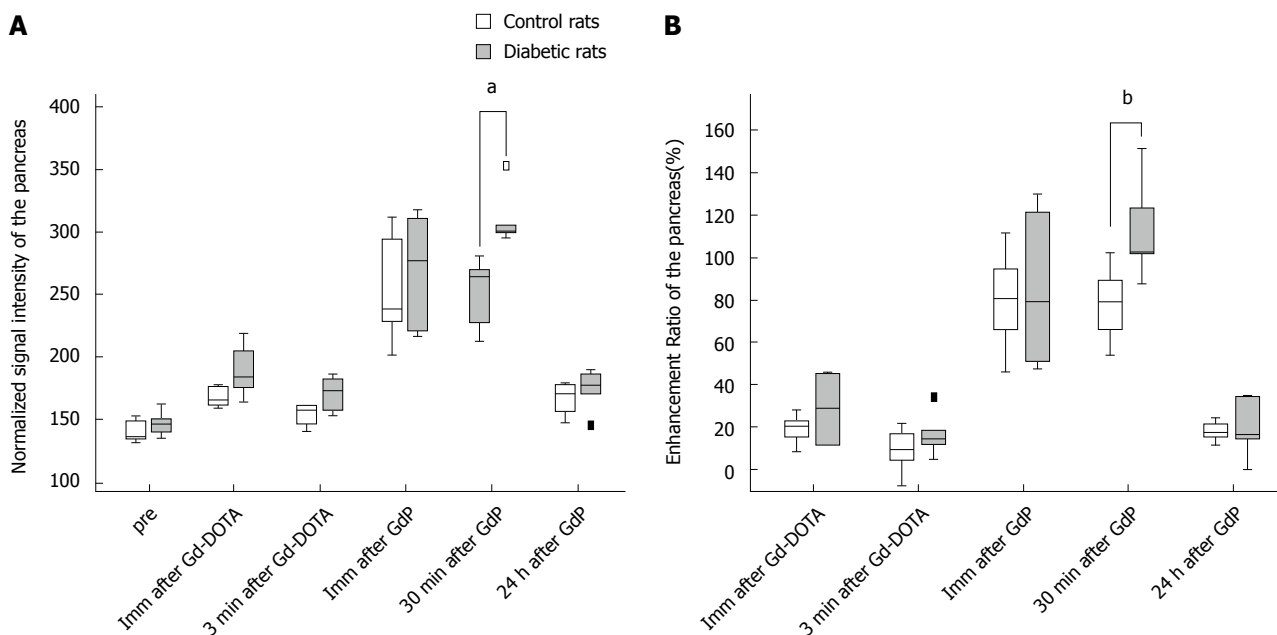 A
Control rats
Diabetic rats
Normalized signal intensity of the pancreas
400
350
300
250
200
150
100
a
pre
Imm after Gd-DOTA
3 min after Gd-DOTA
Imm after GdP
30 min after GdP
24 h after GdP
B
Enhancement Ratio of the pancreas(%)
160
140
120
100
80
60
40
20
0
b
Imm after Gd-DOTA
3 min after Gd-DOTA
Imm after GdP
30 min after GdP
24 h after GdP